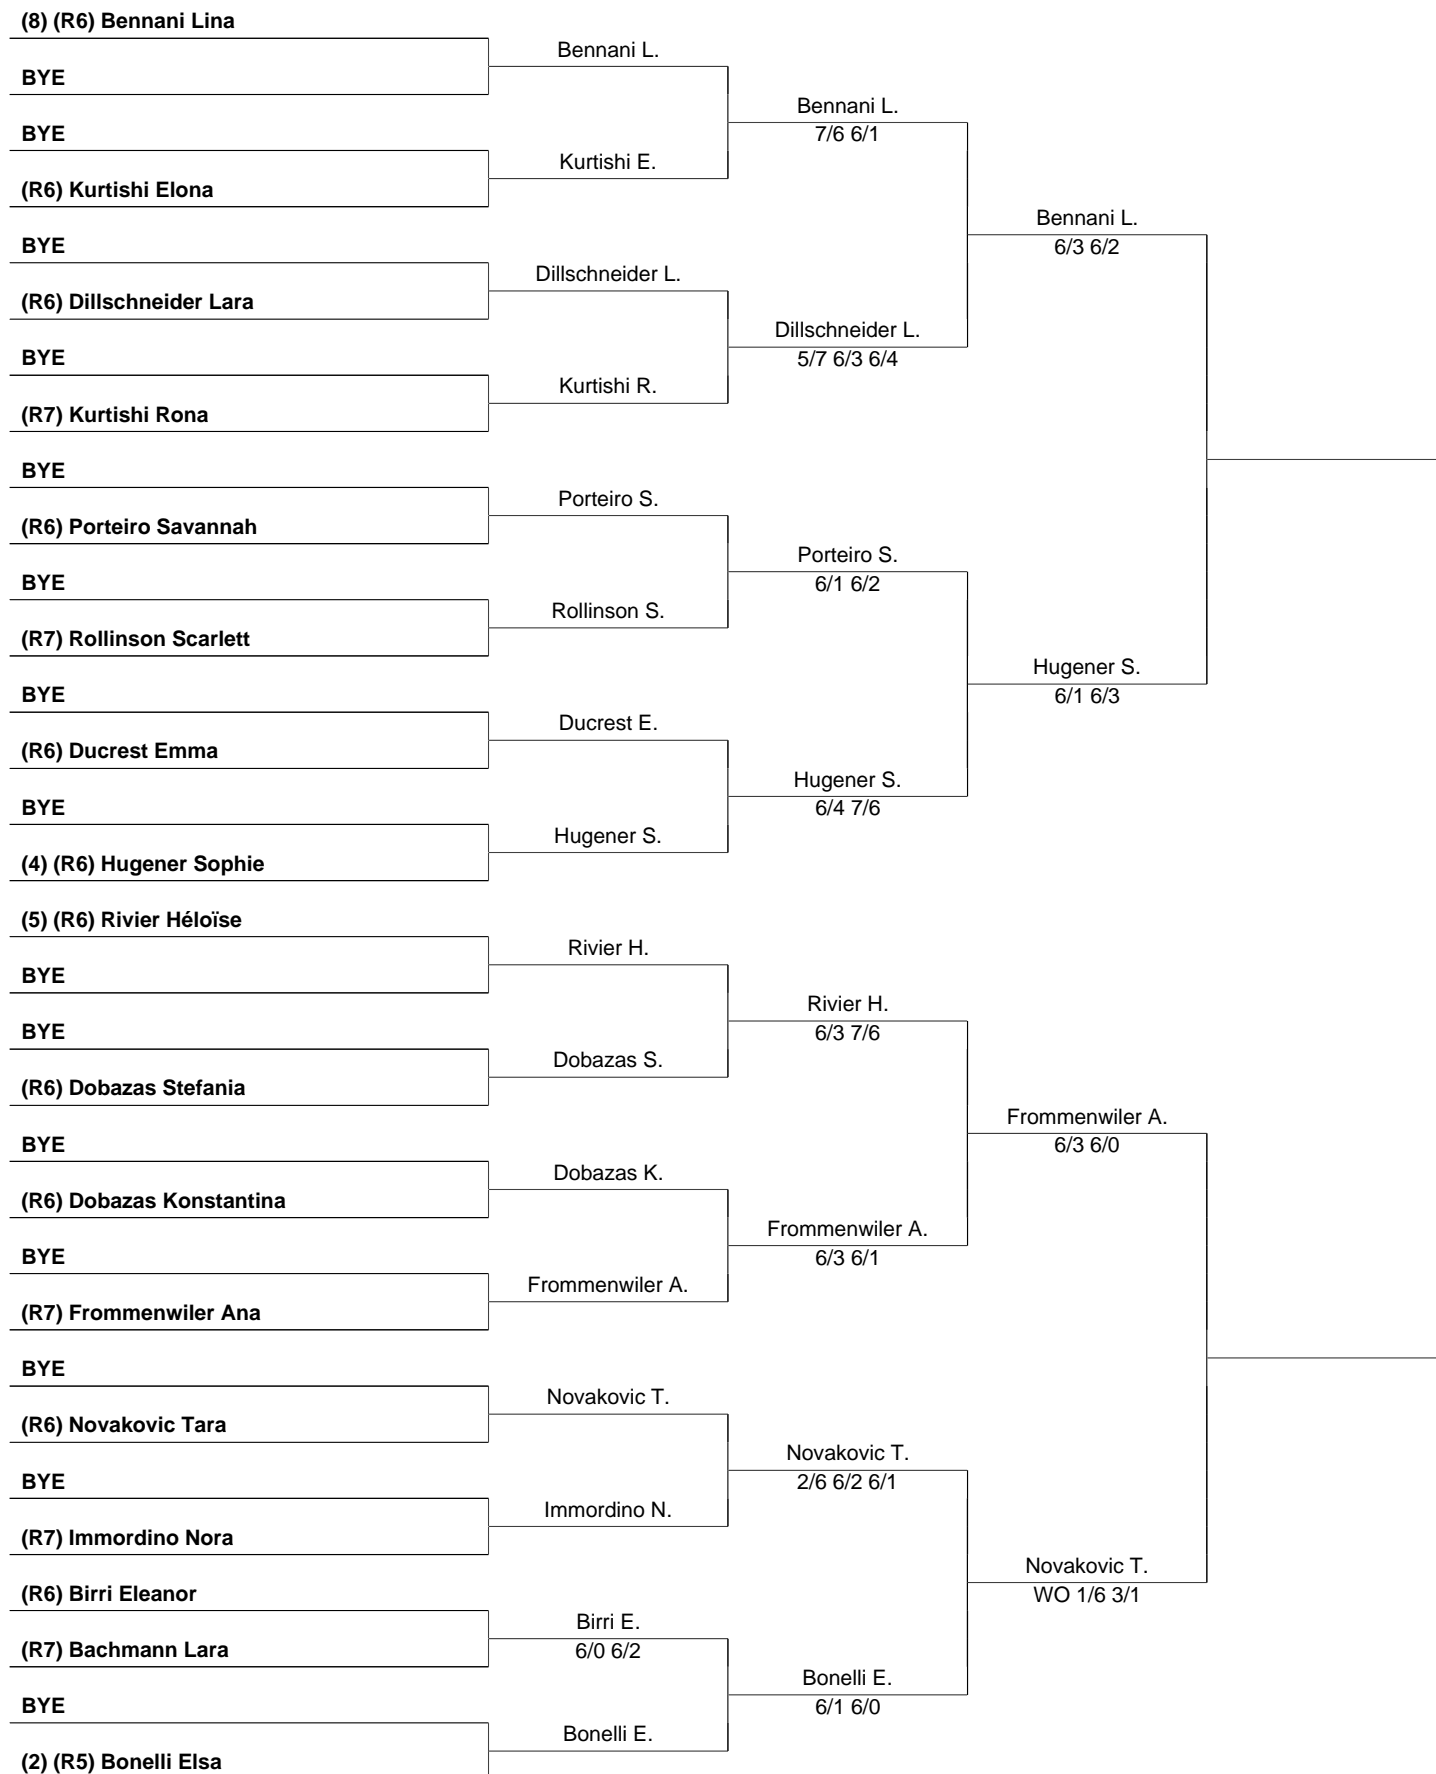 (8) (R6) Bennani Lina
BYE
BYE
(R6) Kurtishi Elona
BYE
(R6) Dillschneider Lara
BYE
(R7) Kurtishi Rona
BYE
(R6) Porteiro Savannah
BYE
(R7) Rollinson Scarlett
BYE
(R6) Ducrest Emma
BYE
(4) (R6) Hugener Sophie
(5) (R6) Rivier Héloïse
BYE
BYE
(R6) Dobazas Stefania
BYE
(R6) Dobazas Konstantina
BYE
(R7) Frommenwiler Ana
BYE
(R6) Novakovic Tara
BYE
(R7) Immordino Nora
(R6) Birri Eleanor
(R7) Bachmann Lara
BYE
(2) (R5) Bonelli Elsa
Bennani L.
Kurtishi E.
Dillschneider L.
Kurtishi R.
Porteiro S.
Rollinson S.
Ducrest E.
Hugener S.
Rivier H.
Dobazas S.
Dobazas K.
Frommenwiler A.
Novakovic T.
Immordino N.
Birri E.
6/0 6/2
Bonelli E.
Bennani L.
7/6 6/1
Dillschneider L.
5/7 6/3 6/4
Porteiro S.
6/1 6/2
Hugener S.
6/4 7/6
Rivier H.
6/3 7/6
Frommenwiler A.
6/3 6/1
Novakovic T.
2/6 6/2 6/1
Bonelli E.
6/1 6/0
Bennani L.
6/3 6/2
Hugener S.
6/1 6/3
Frommenwiler A.
6/3 6/0
Novakovic T.
WO 1/6 3/1